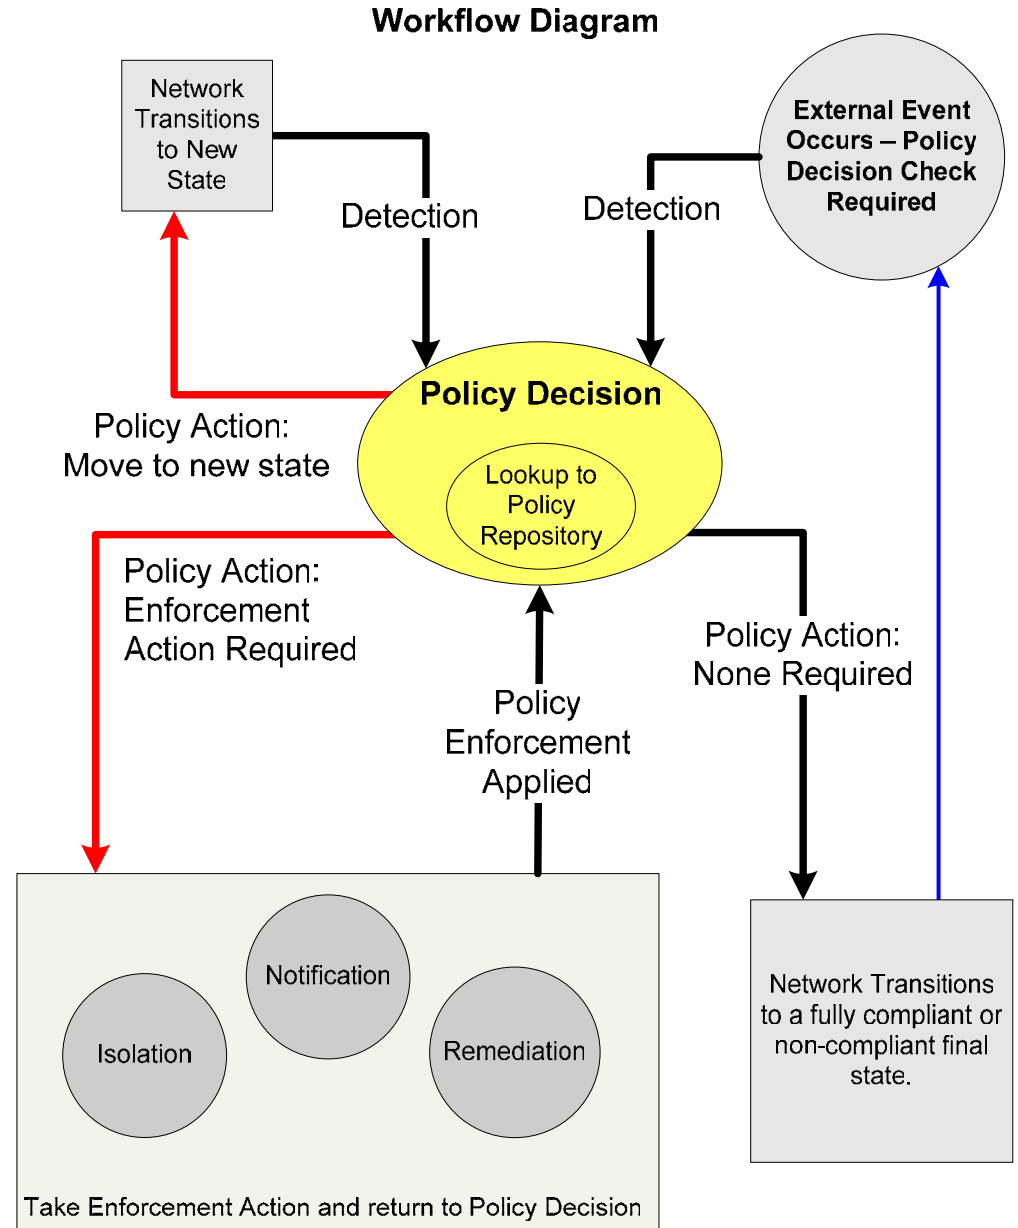 Workflow Diagram
Network
Transitions
to New
State
External Event
Occurs – Policy
Decision Check
Required
Detection
Detection
Policy Decision
Lookup to
Policy
Repository
Policy Action:
Move to new state
Policy Action:
Enforcement
Action Required
Policy Action:
None Required
Policy
Enforcement
Applied
Notification
Isolation
Remediation
Network Transitions
to a fully compliant or
non-compliant final
state.
Take Enforcement Action and return to Policy Decision